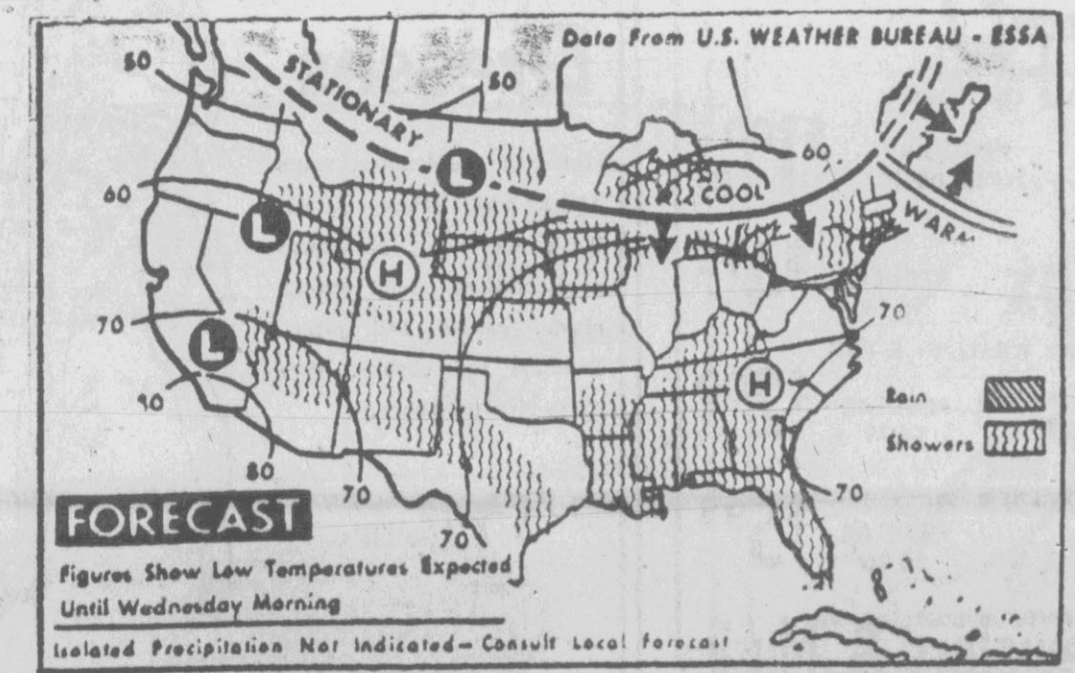 Data From U.S. WEATHER BUREAU - ESSA
50
STATIONARY
50
60
L
COOL
60
L
WARM
H
70
L
70
H
90
Rain
Showers
80
70
70
70
FORECAST
Figures Show Low Temperatures Expected
Until Wednesday Morning
Isolated Precipitation Not Indicated - Consult Local Forecast